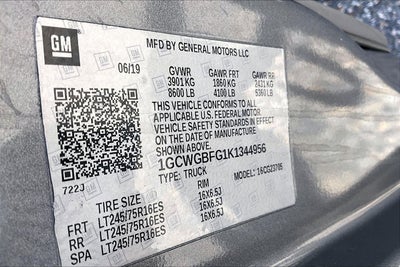 GM
MFD BY GENERAL MOTORS LLC
06/19 GVWR GAWR FRT GAWR RR
3901 KG 1860 KG 2431 KG
8600 LB 4100 LB 5360 LB
THIS VEHICLE CONFORMS TO ALL
APPLICABLE U.S. FEDERAL MOTOR
VEHICLE SAFETY STANDARDS IN EFFECT
ON THE DATE OF MANUFACTURE
SHOWN ABOVE.
1GCWGBFG1K1344956
722J TYPE: TRUCK MODEL: 16CG23705
TIRE SIZE RIM
FRT LT245/75R16ES 16X6.5J
RR LT245/75R16ES 16X6.5J
SPA LT245/75R16ES 16X6.5J